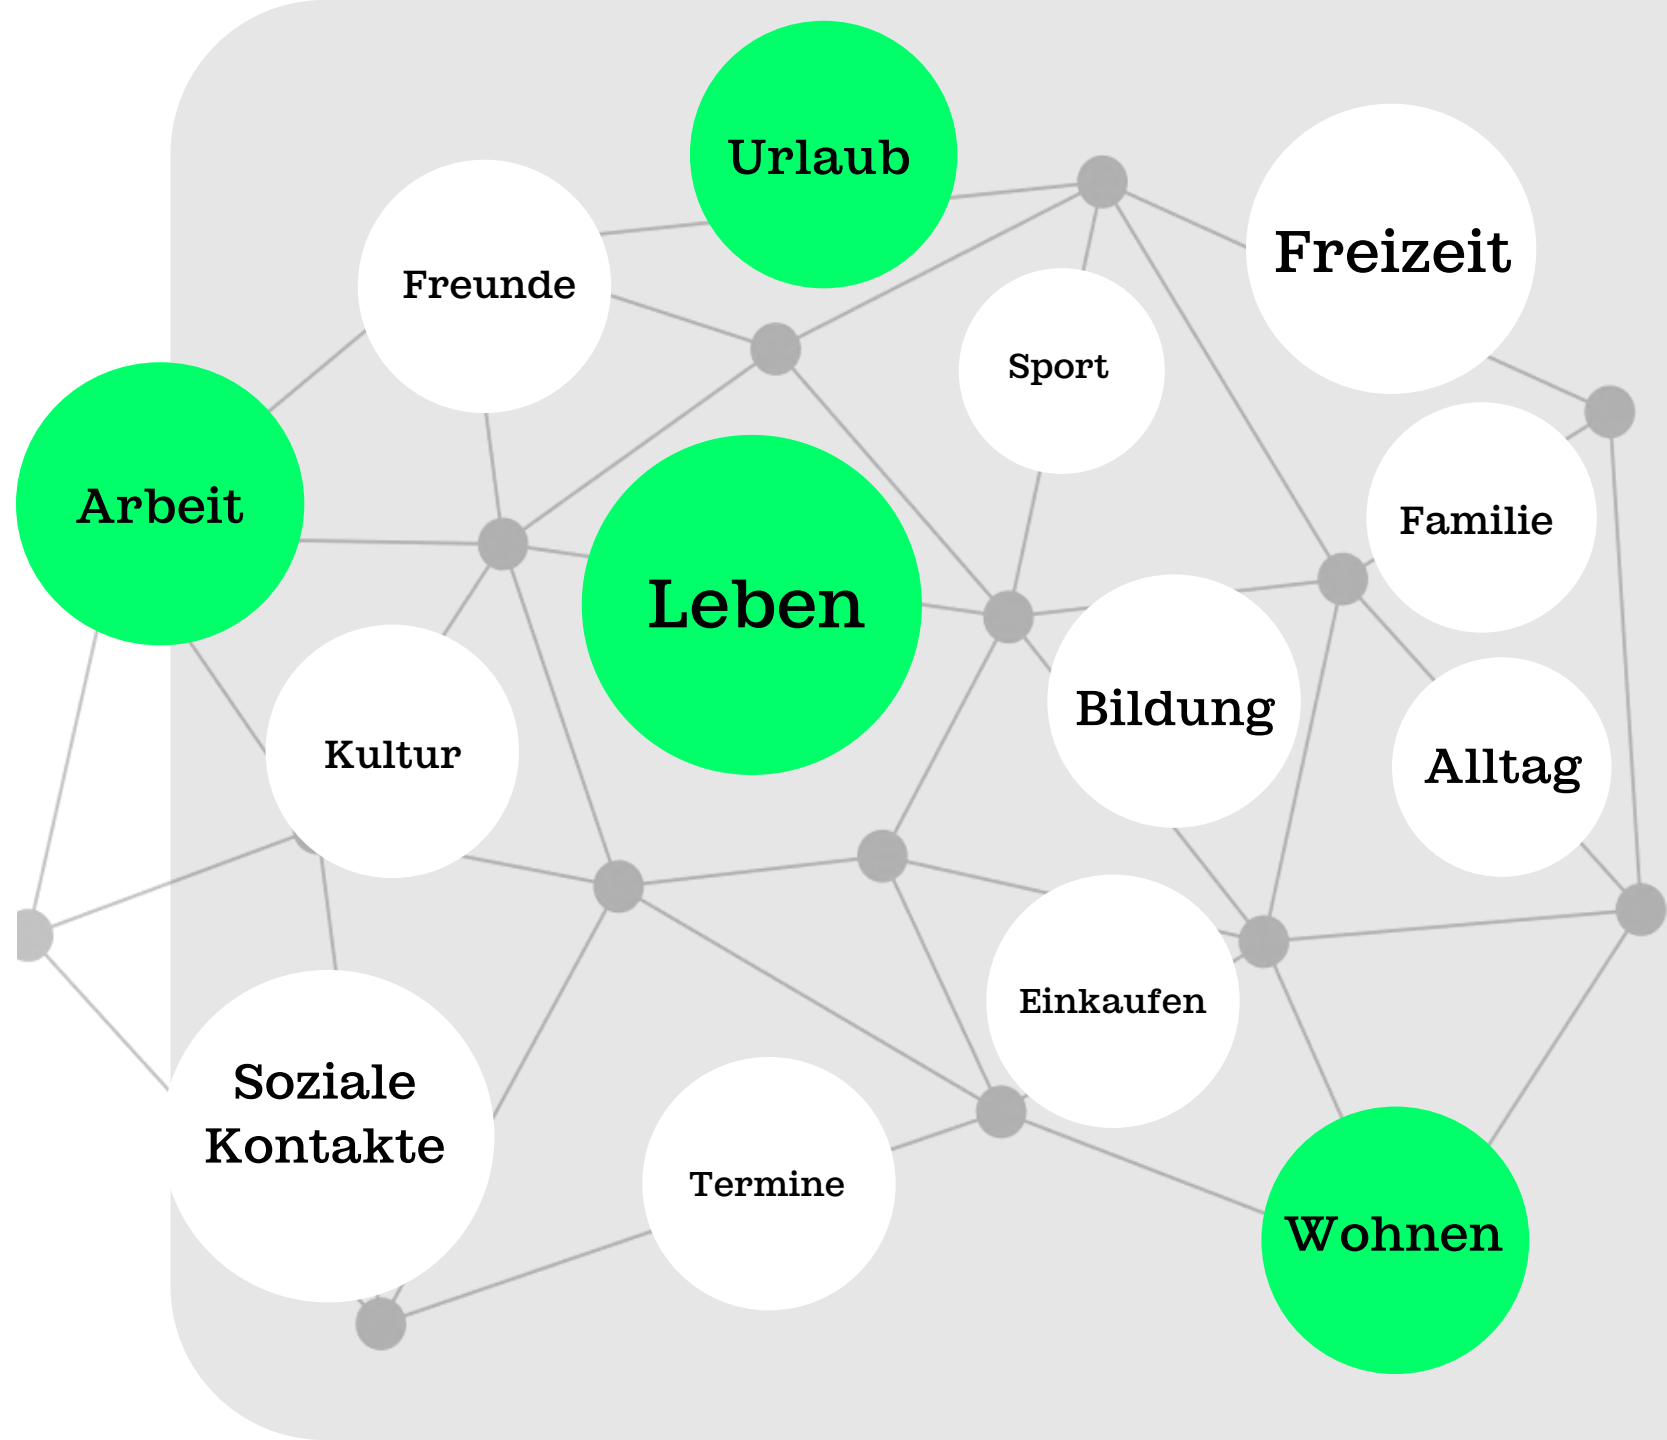 Urlaub
Freizeit
Freunde
Sport
Arbeit
Familie
Leben
Bildung
Kultur
Alltag
Einkaufen
Soziale
Kontakte
Termine
Wohnen